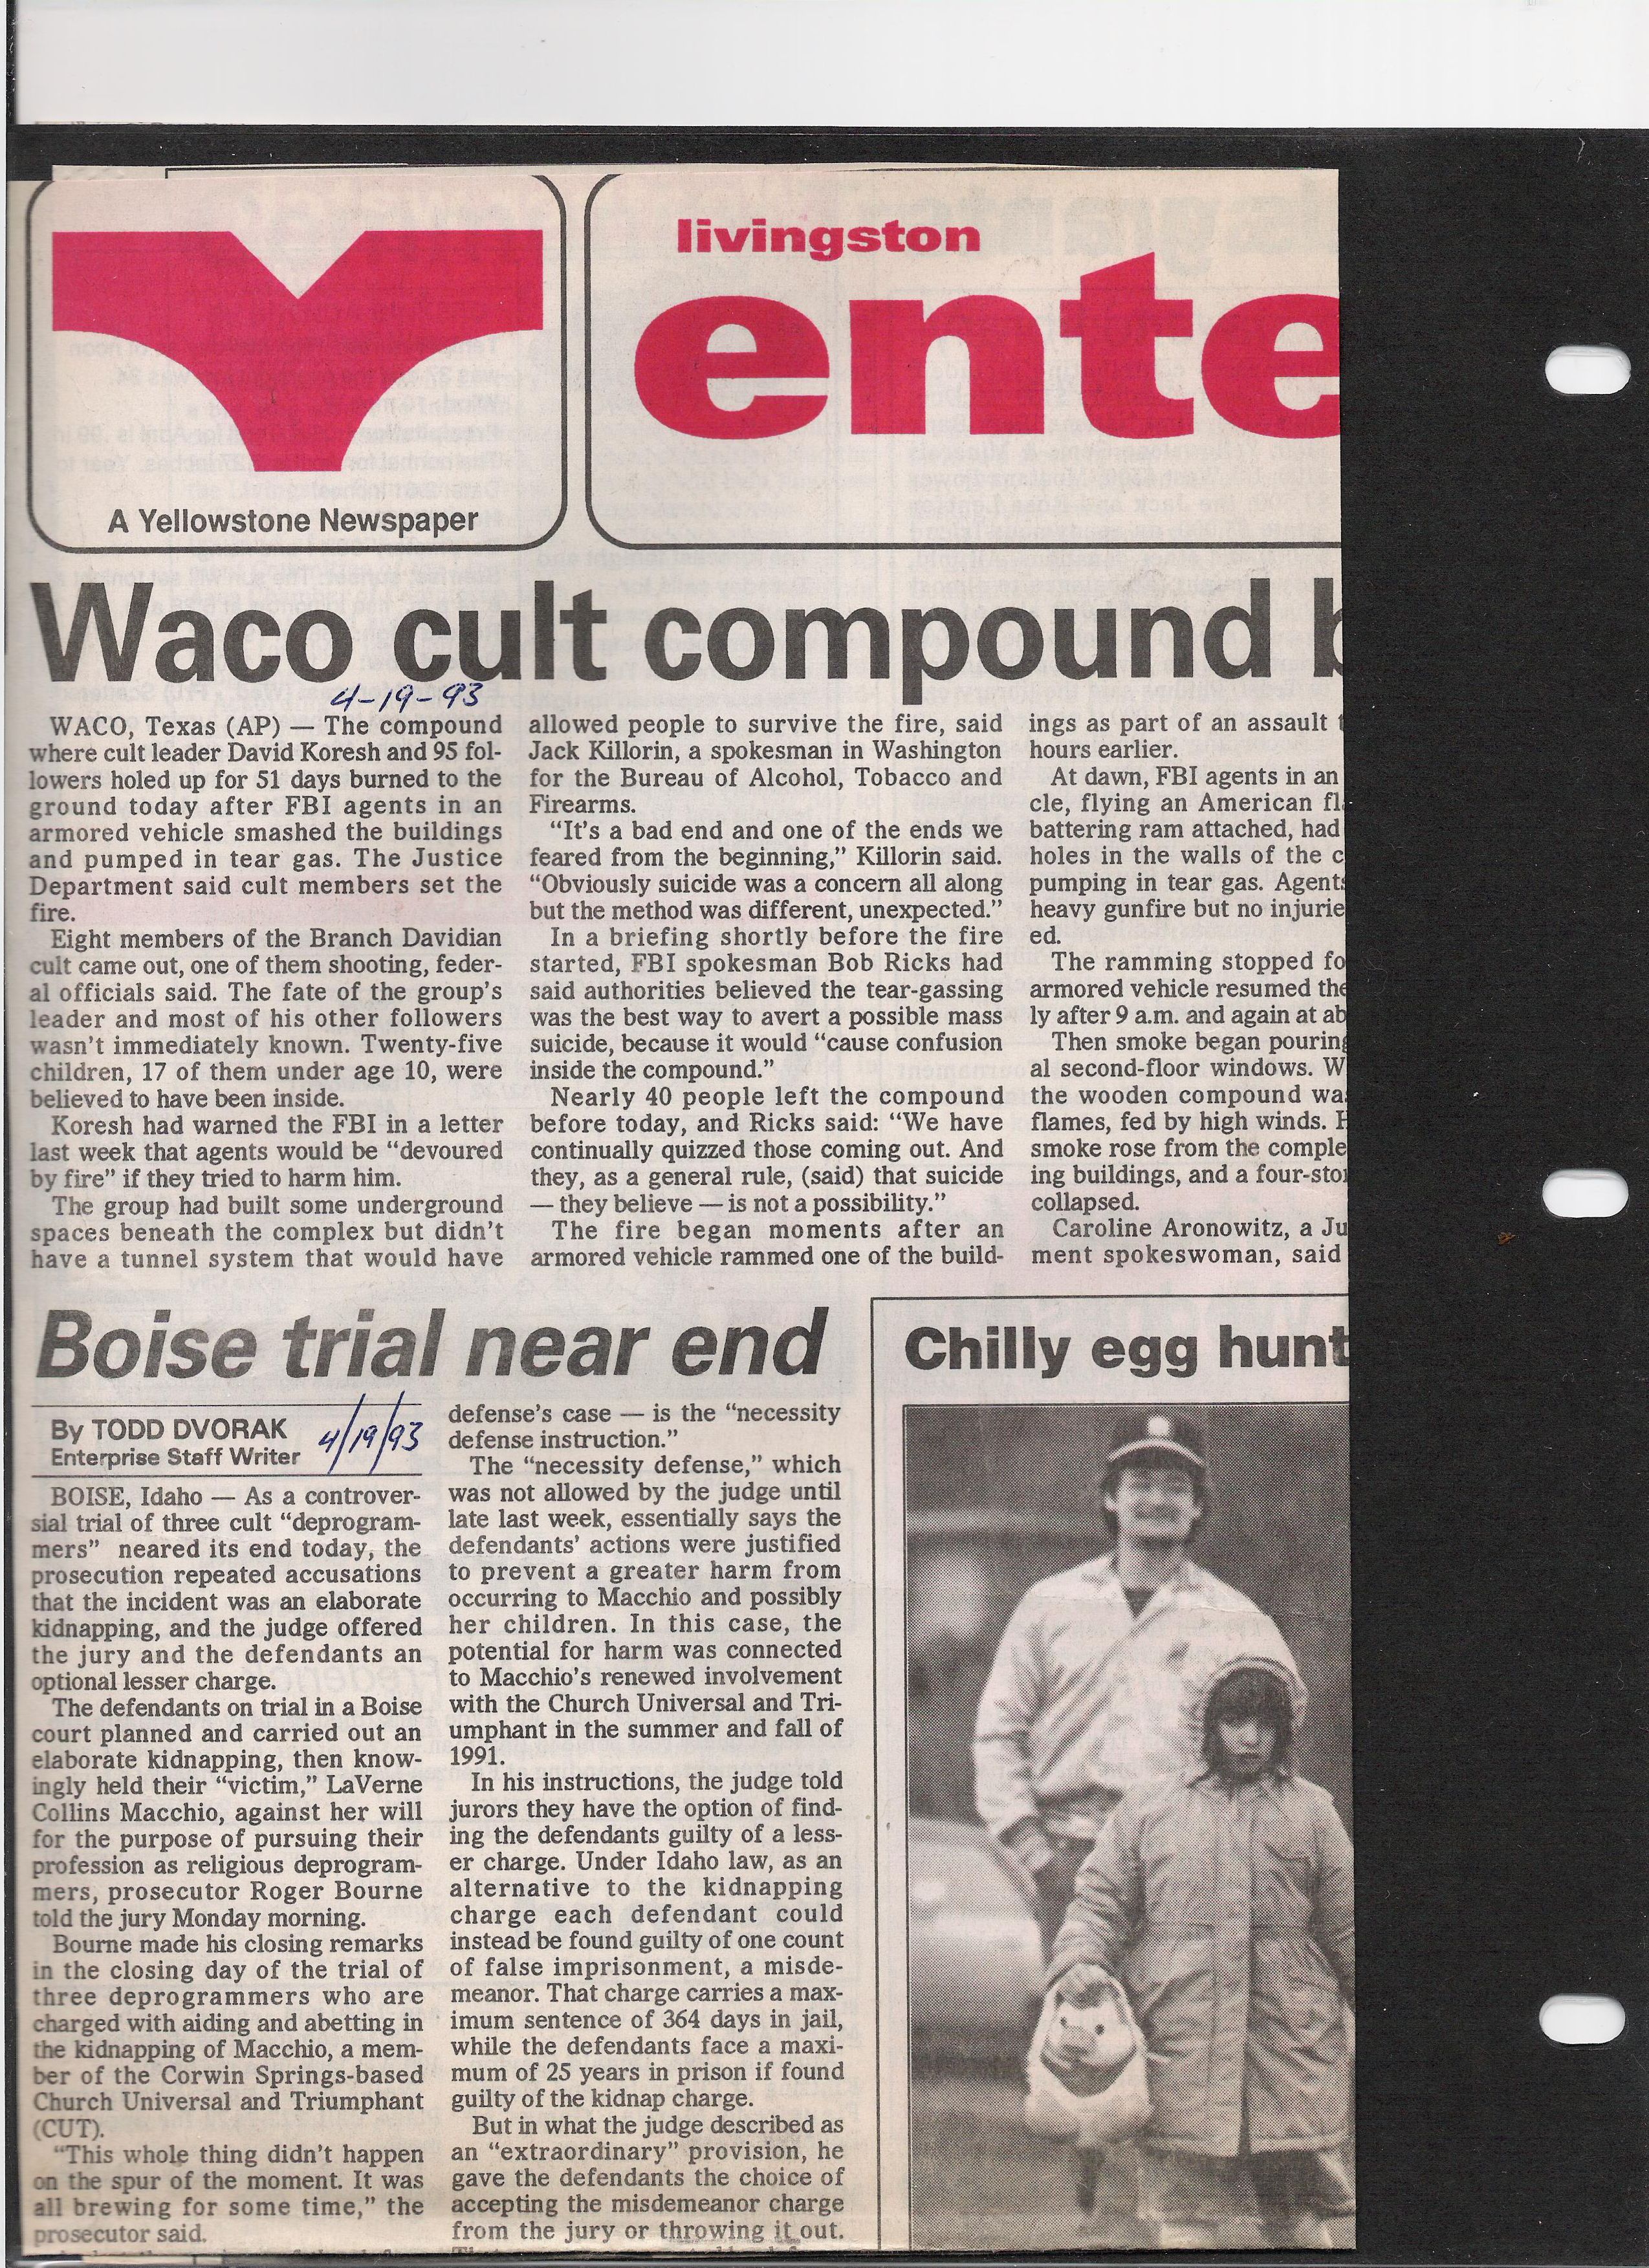 livingston
ente
A Yellowstone Newspaper
Waco cult compound b
4-19-93
WACO, Texas (AP) — The compound
where cult leader David Koresh and 95 fol-
lowers holed up for 51 days burned to the
ground today after FBI agents in an
armored vehicle smashed the buildings
and pumped in tear gas. The Justice
Department said cult members set the
fire.
Eight members of the Branch Davidian
cult came out, one of them shooting, feder-
al officials said. The fate of the group's
leader and most of his other followers
wasn't immediately known. Twenty-five
children, 17 of them under age 10, were
believed to have been inside.
Koresh had warned the FBI in a letter
last week that agents would be “devoured
by fire” if they tried to harm him.
The group had built some underground
spaces beneath the complex but didn't
have a tunnel system that would have
allowed people to survive the fire, said
Jack Killorin, a spokesman in Washington
for the Bureau of Alcohol, Tobacco and
Firearms.
“It's a bad end and one of the ends we
feared from the beginning,” Killorin said.
“Obviously suicide was a concern all along
but the method was different, unexpected.”
In a briefing shortly before the fire
started, FBI spokesman Bob Ricks had
said authorities believed the tear-gassing
was the best way to avert a possible mass
suicide, because it would “cause confusion
inside the compound.”
Nearly 40 people left the compound
before today, and Ricks said: “We have
continually quizzed those coming out. And
they, as a general rule, (said) that suicide
— they believe — is not a possibility.”
The fire began moments after an
armored vehicle rammed one of the build-
ings as part of an assault t
hours earlier.
At dawn, FBI agents in an
cle, flying an American fl
battering ram attached, had
holes in the walls of the c
pumping in tear gas. Agents
heavy gunfire but no injurie
ed.
The ramming stopped fo
armored vehicle resumed the
ly after 9 a.m. and again at ab
Then smoke began pouring
al second-floor windows. W
the wooden compound wa
flames, fed by high winds. H
smoke rose from the comple
ing buildings, and a four-stor
collapsed.
Caroline Aronowitz, a Ju
ment spokeswoman, said
Boise trial near end
By TODD DVORAK
Enterprise Staff Writer
4/19/93
BOISE, Idaho — As a controver-
sial trial of three cult “deprogram-
mers” neared its end today, the
prosecution repeated accusations
that the incident was an elaborate
kidnapping, and the judge offered
the jury and the defendants an
optional lesser charge.
The defendants on trial in a Boise
court planned and carried out an
elaborate kidnapping, then know-
ingly held their “victim,” LaVerne
Collins Macchio, against her will
for the purpose of pursuing their
profession as religious deprogram-
mers, prosecutor Roger Bourne
told the jury Monday morning.
Bourne made his closing remarks
in the closing day of the trial of
three deprogrammers who are
charged with aiding and abetting in
the kidnapping of Macchio, a mem-
ber of the Corwin Springs-based
Church Universal and Triumphant
(CUT).
“This whole thing didn't happen
on the spur of the moment. It was
all brewing for some time,” the
prosecutor said.
defense's case — is the “necessity
defense instruction.”
The “necessity defense,” which
was not allowed by the judge until
late last week, essentially says the
defendants' actions were justified
to prevent a greater harm from
occurring to Macchio and possibly
her children. In this case, the
potential for harm was connected
to Macchio's renewed involvement
with the Church Universal and Tri-
umphant in the summer and fall of
1991.
In his instructions, the judge told
jurors they have the option of find-
ing the defendants guilty of a less-
er charge. Under Idaho law, as an
alternative to the kidnapping
charge each defendant could
instead be found guilty of one count
of false imprisonment, a misde-
meanor. That charge carries a max-
imum sentence of 364 days in jail,
while the defendants face a maxi-
mum of 25 years in prison if found
guilty of the kidnap charge.
But in what the judge described as
an “extraordinary” provision, he
gave the defendants the choice of
accepting the misdemeanor charge
from the jury or throwing it out.
Chilly egg hunt